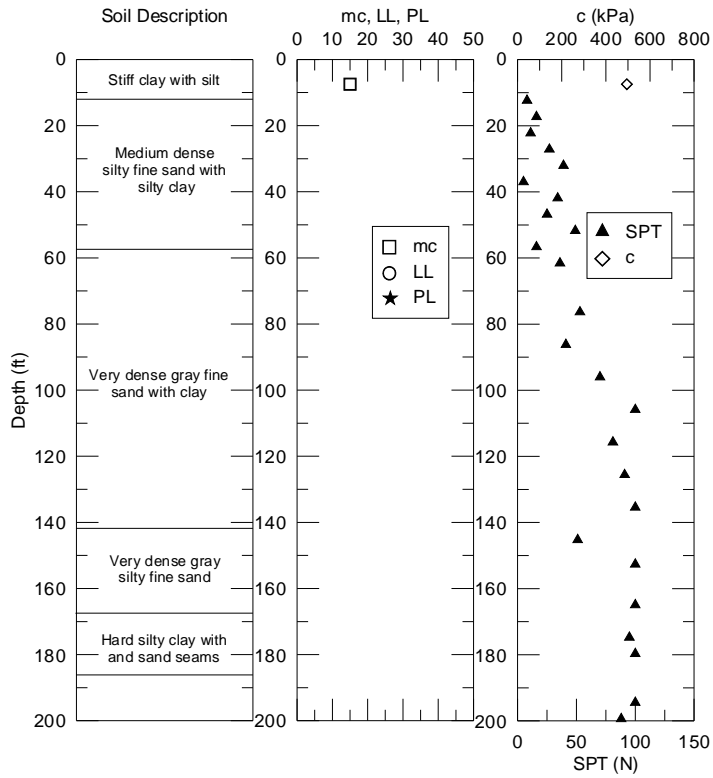 Soil Description
mc, LL, PL
c (kPa)
0 10 20 30 40 50
0 200 400 600 800
Depth (ft)
0
20
40
60
80
100
120
140
160
180
200
Stiff clay with silt
Medium dense
silty fine sand with
silty clay
Very dense gray fine
sand with clay
Very dense gray
silty fine sand
Hard silty clay with
and sand seams
0
20
40
60
80
100
120
140
160
180
200
mc
LL
PL
0
20
40
60
80
100
120
140
160
180
200
SPT
c
0 50 100 150
SPT (N)